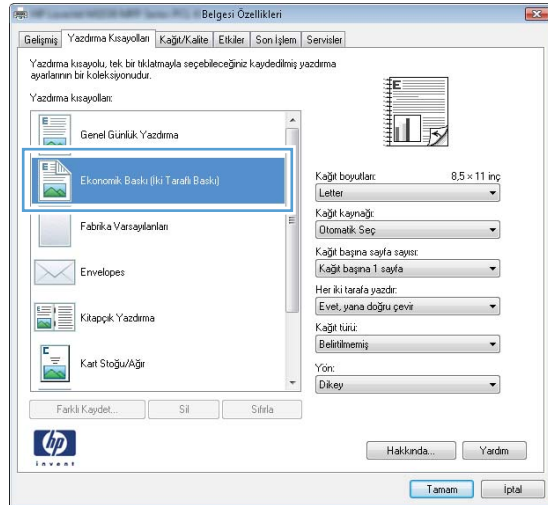 Belgesi Özellikleri
Gelişmiş
Yazdırma Kısayolları
Kağıt/Kalite
Etkiler
Son İşlem
Servisler
Yazdırma kısayolu, tek bir tıklatmayla seçebileceğiniz kaydedilmiş yazdırma
ayarlarının bir koleksiyonudur.
Yazdırma kısayolları:
Genel Günlük Yazdırma
Ekonomik Baskı (İki Taraflı Baskı)
Fabrika Varsayılanları
Envelopes
Kitapçık Yazdırma
Kart Stoğu/Ağır
Farklı Kaydet...
Sil
Sıfırla
Kağıt boyutları:
8,5 × 11 inç
Letter
Kağıt kaynağı:
Otomatik Seç
Kağıt başına sayfa sayısı:
Kağıt başına 1 sayfa
Her iki tarafa yazdır:
Evet, yana doğru çevir
Kağıt türü:
Belirtilmemiş
Yön:
Dikey
hp
invent
Hakkında...
Yardım
Tamam
İptal